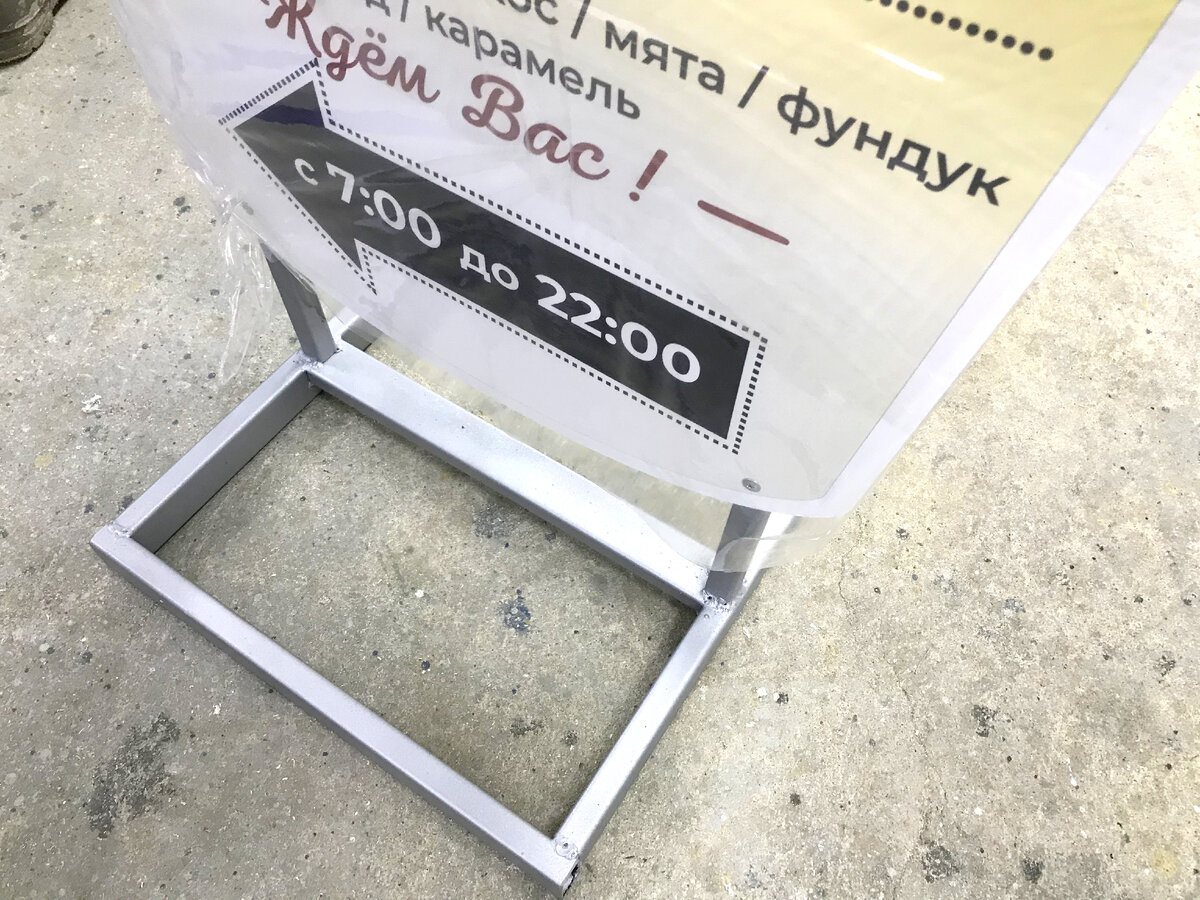 / мята / фундук
/ карамель
Ждём Вас! —
с 7:00 до 22:00